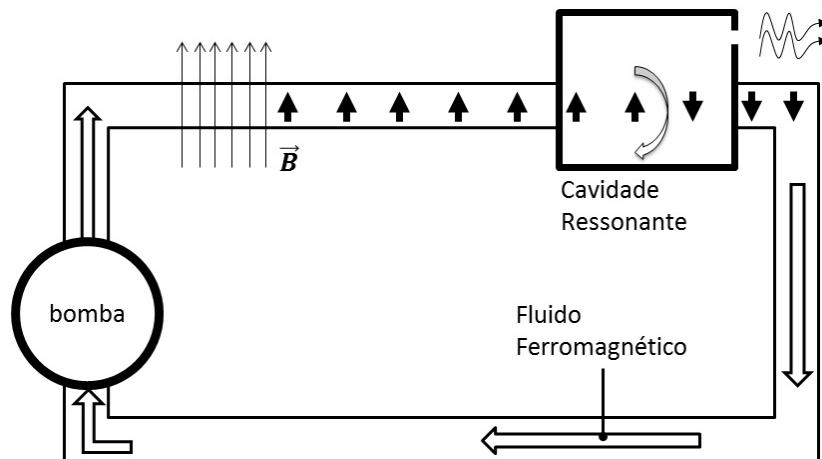 B
Cavidade
Ressonante
bomba
Fluido
Ferromagnético